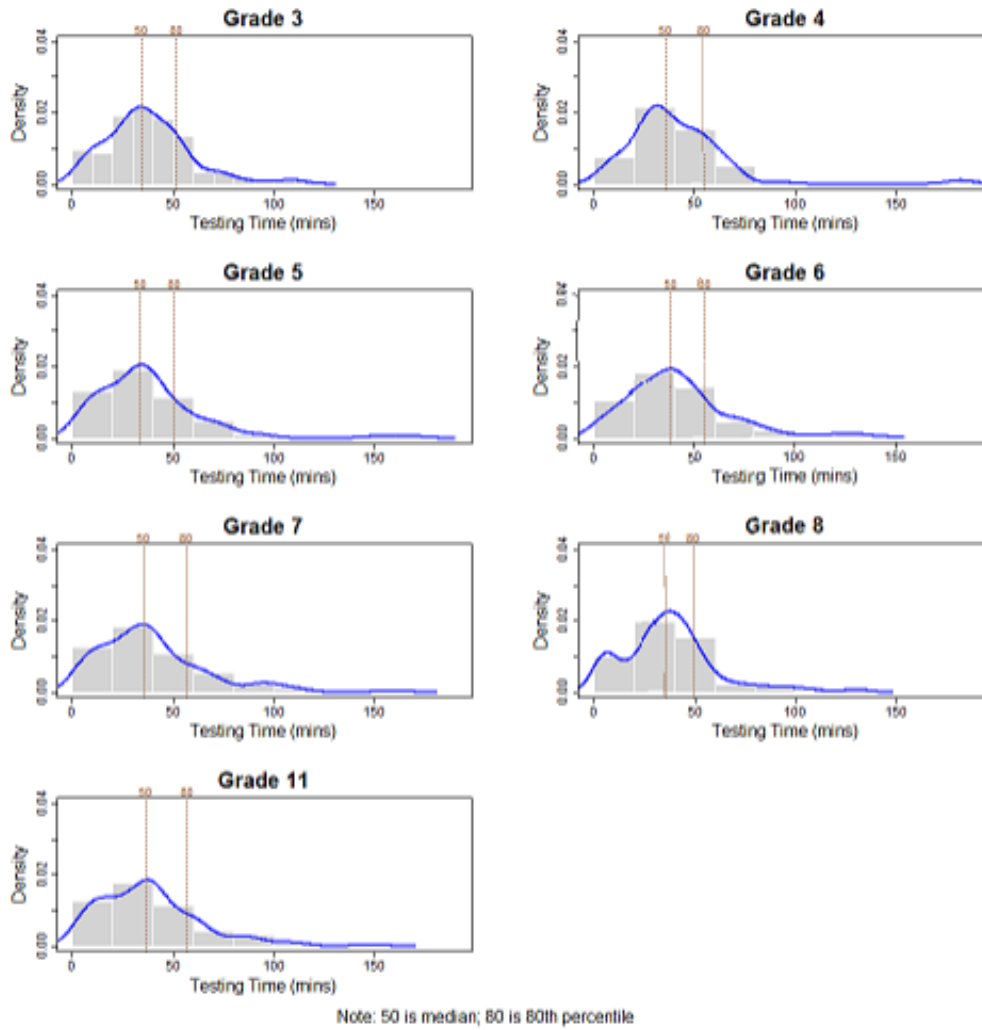 Grade 3
50 80
0.04
0.02
0.00
Density
0 50 150
Testing Time (mins)
Grade 4
50 80
0.04
0.02
0.00
Density
0 50 150
Testing Time (mins)
Grade 5
50 80
0.04
0.02
0.00
Density
0 50 100 150
Testing Time (mins)
Grade 6
50 80
0.04
0.02
0.00
Density
0 50 100 150
Testing Time (mins)
Grade 7
50 80
0.04
0.02
0.00
Density
0 50 100 150
Testing Time (mins)
Grade 8
80
0.04
0.02
0.00
Density
0 50 100 150
Testing Time (mins)
Grade 11
50 80
0.04
0.02
0.00
Density
0 50 100 150
Testing Time (mins)
Note: 50 is median; 80 is 80th percentile